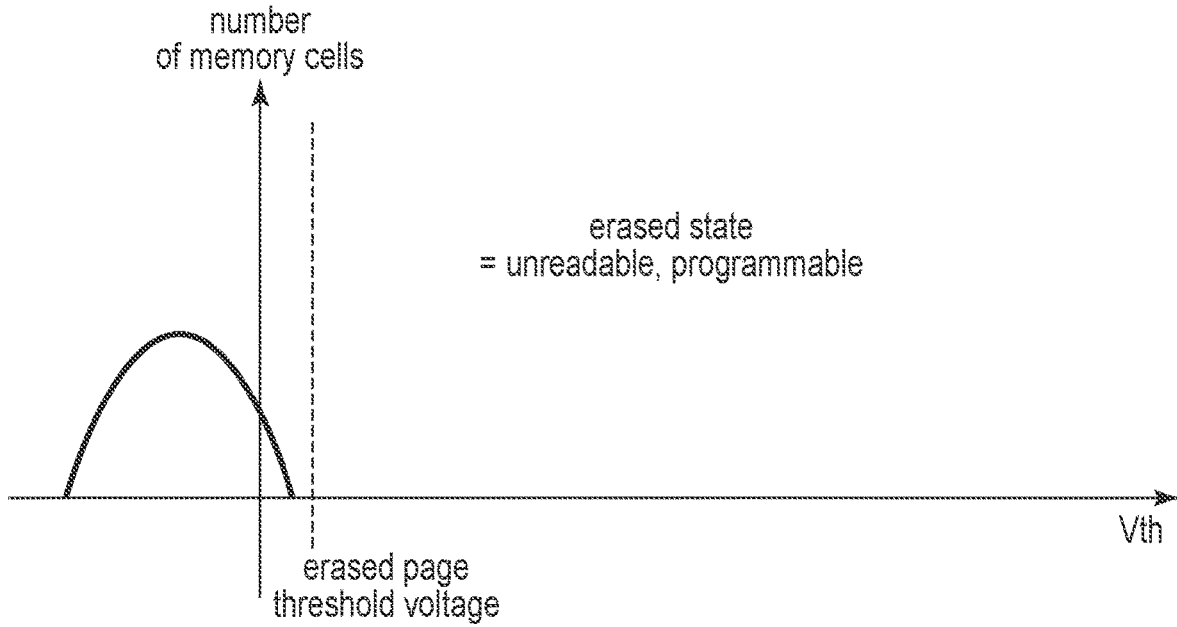 number
of memory cells
erased state
= unreadable, programmable
Vth
erased page
threshold voltage